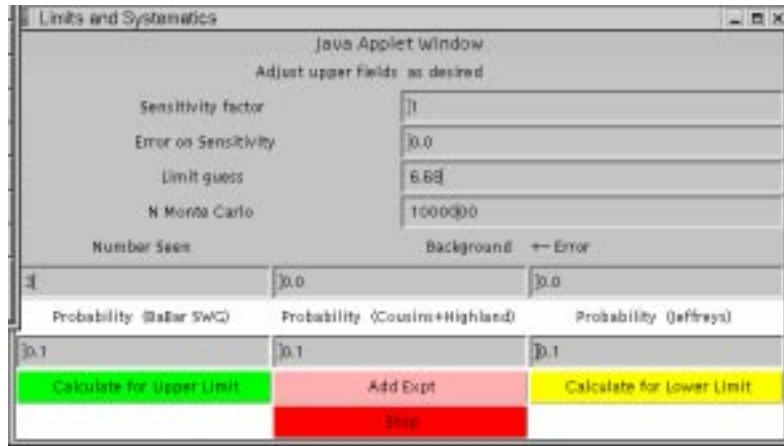 Limits and Systematics
Java Applet Window
Adjust upper fields as desired
Sensitivity factor 1
Error on Sensitivity 0.0
Limit guess 6.68
N Monte Carlo 1000000
Number Seen Background +- Error
3 0.0 0.0
Probability (BaBar SWG) Probability (Cousins+Highland) Probability (Jeffreys)
0.1 0.1 0.1
Calculate for Upper Limit Add Expt Calculate for Lower Limit
Stop